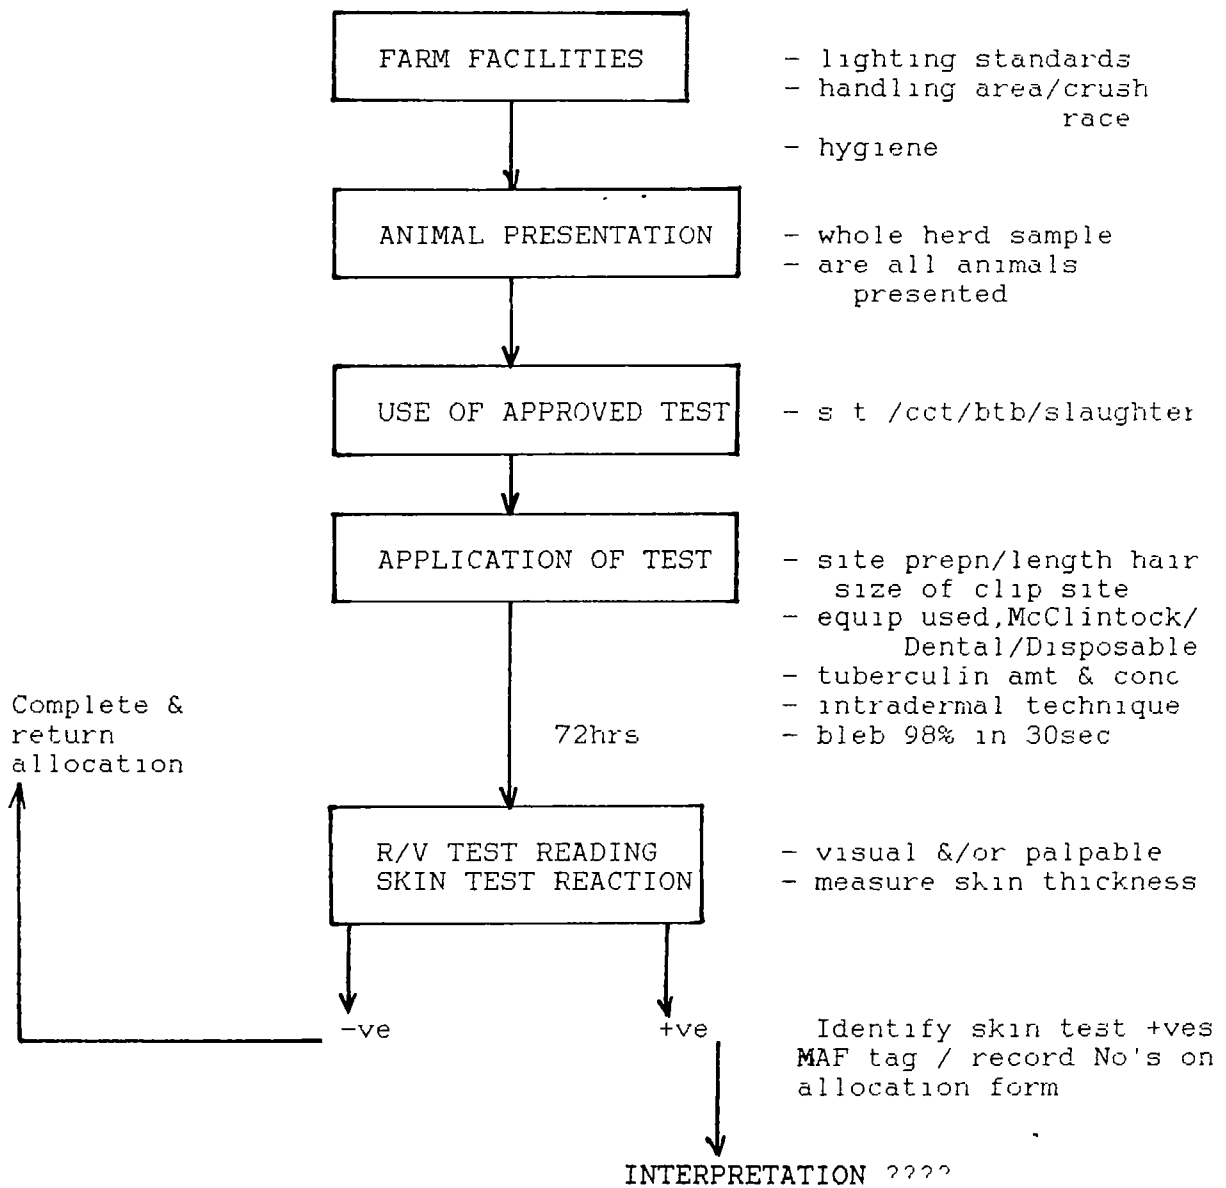 FARM FACILITIES
- lighting standards
- handling area/crush
race
- hygiene
ANIMAL PRESENTATION
- whole herd sample
- are all animals
presented
USE OF APPROVED TEST
- s t /cct/btb/slaughter
APPLICATION OF TEST
- site prepn/length hair
size of clip site
- equip used,McClintock/
Dental/Disposable
- tuberculin amt & conc
- intradermal technique
- bleb 98% in 30sec
72hrs
Complete &
return
allocation
R/V TEST READING
SKIN TEST REACTION
- visual &/or palpable
- measure skin thickness
-ve
+ve
Identify skin test +ves
MAF tag / record No's on
allocation form
INTERPRETATION ????